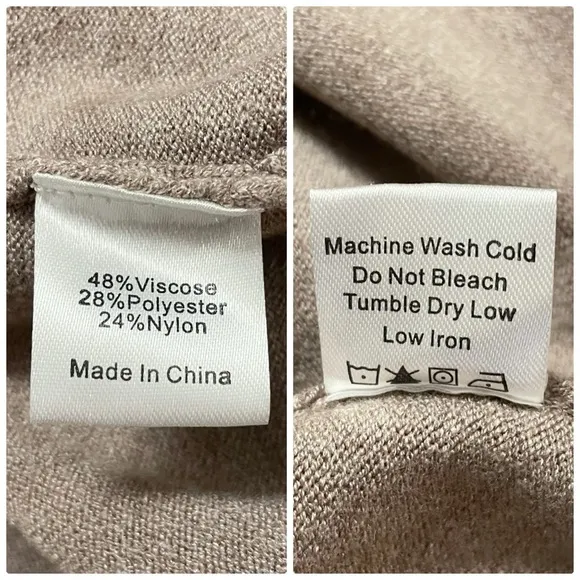 48%Viscose
28%Polyester
24%Nylon
Made In China
Machine Wash Cold
Do Not Bleach
Tumble Dry Low
Low Iron